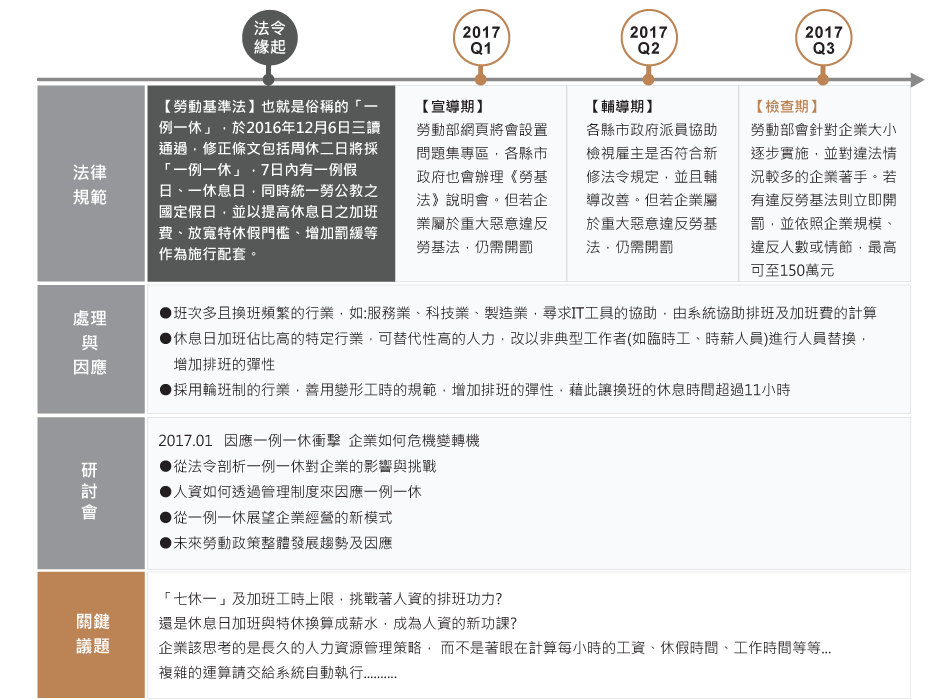 法令
緣起
2017
Q1
2017
Q2
2017
Q3
法律
規範
【勞動基準法】也就是俗稱的「一
例一休」，於2016年12月6日三讀
通過，修正條文包括周休二日將採
「一例一休」，7日內有一例假
日、一休息日，同時統一勞公教之
國定假日，並以提高休息日之加班
費、放寬特休假門檻、增加罰緩等
作為施行配套。
【宣導期】
勞動部網頁將會設置
問題集專區，各縣市
政府也會辦理《勞基
法》說明會。但若企
業屬於重大惡意違反
勞基法，仍需開罰
【輔導期】
各縣市政府派員協助
檢視雇主是否符合新
修法令規定，並且輔
導改善。但若企業屬
於重大惡意違反勞基
法，仍需開罰
【檢查期】
勞動部會針對企業大小
逐步實施，並對違法情
況較多的企業著手。若
有違反勞基法則立即開
罰，並依照企業規模、
違反人數或情節，最高
可至150萬元
處理
與
因應
●班次多且換班頻繁的行業，如:服務業、科技業、製造業，尋求IT工具的協助，由系統協助排班及加班費的計算
●休息日加班佔比高的特定行業，可替代性高的人力，改以非典型工作者(如臨時工、時薪人員)進行人員替換，
增加排班的彈性
●採用輪班制的行業，善用變形工時的規範，增加排班的彈性，藉此讓換班的休息時間超過11小時
研
討
會
2017.01 因應一例一休衝擊 企業如何危機變轉機
●從法令剖析一例一休對企業的影響與挑戰
●人資如何透過管理制度來因應一例一休
●從一例一休展望企業經營的新模式
●未來勞動政策整體發展趨勢及因應
關鍵
議題
「七休一」及加班工時上限，挑戰著人資的排班功力?
還是休息日加班與特休換算成薪水，成為人資的新功課?
企業該思考的是長久的人力資源管理策略， 而不是著眼在計算每小時的工資、休假時間、工作時間等等...
複雜的運算請交給系統自動執行..........